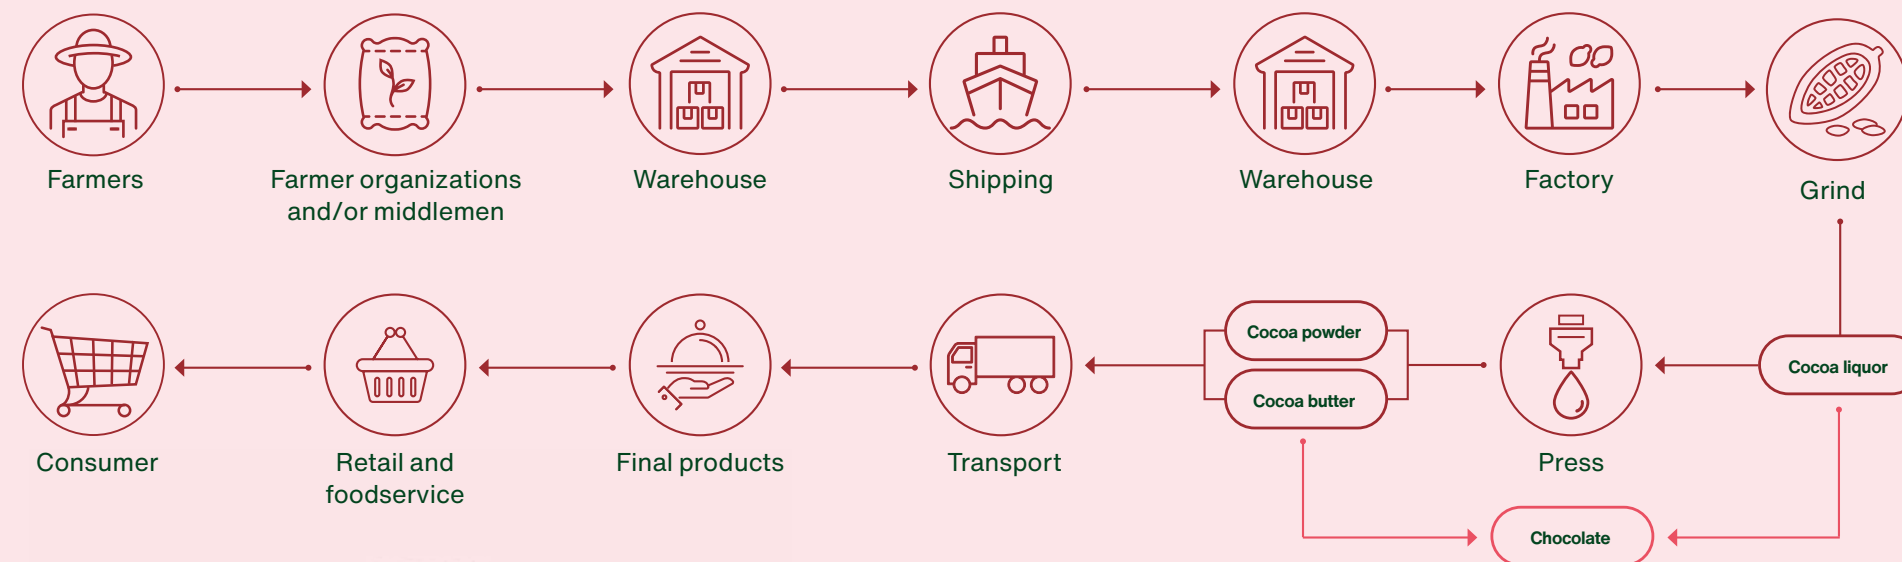 Farmers
Farmer organizations
and/or middlemen
Warehouse
Shipping
Warehouse
Factory
Grind
Cocoa liquor
Press
Cocoa powder
Cocoa butter
Transport
Final products
Retail and
foodservice
Consumer
Chocolate